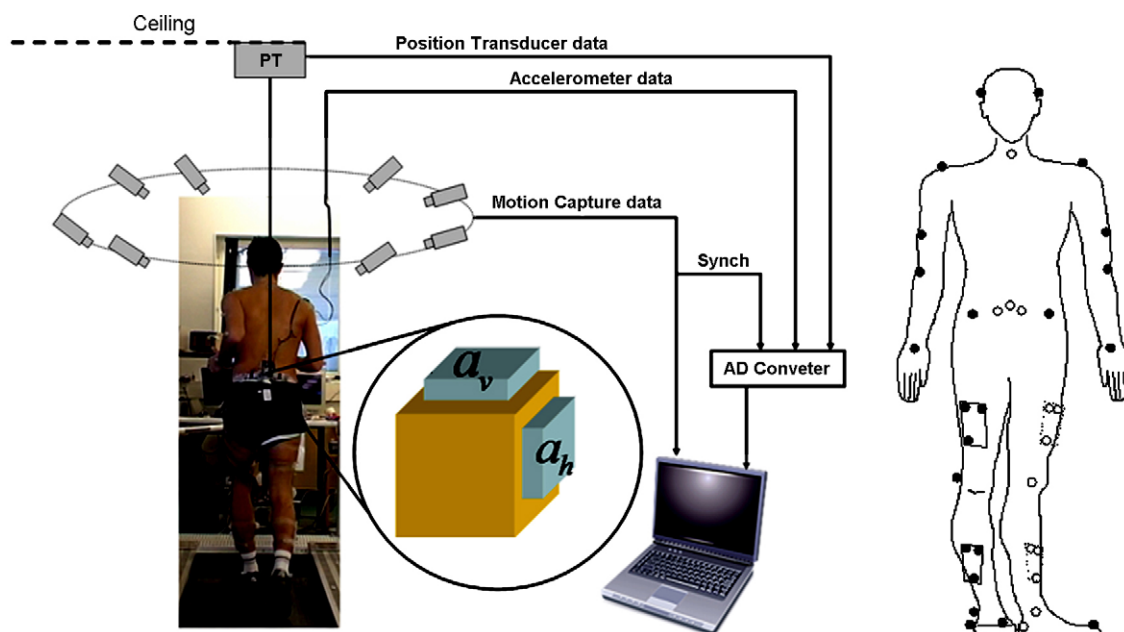 Ceiling
PT
Position Transducer data
Accelerometer data
Motion Capture data
Synch
AD Conveter
a_v
a_h